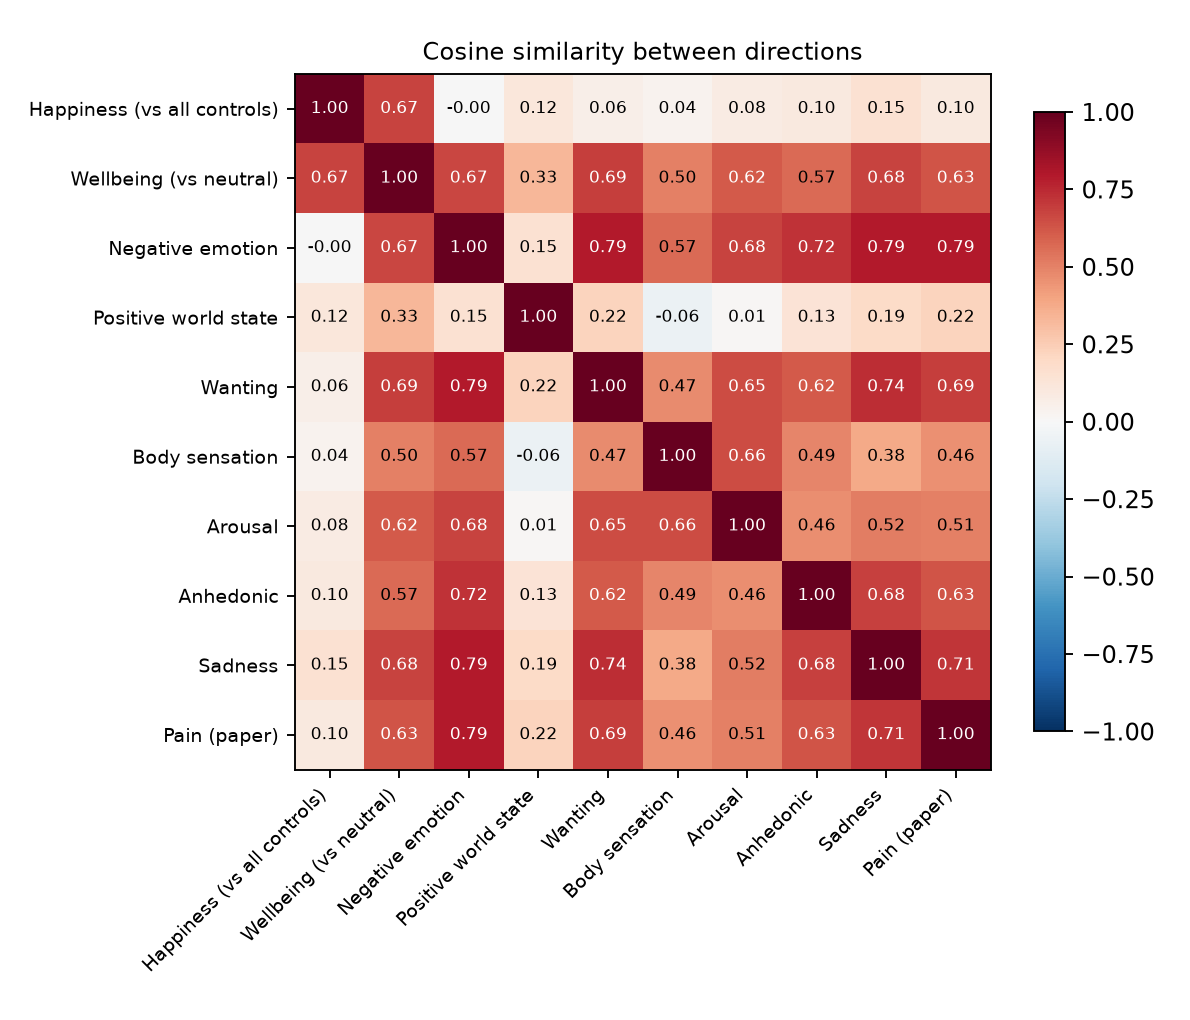 Cosine similarity between directions
Happiness (vs all controls) 1.00 0.67 -0.00 0.12 0.06 0.04 0.08 0.10 0.15 0.10
Wellbeing (vs neutral) 0.67 1.00 0.67 0.33 0.69 0.50 0.62 0.57 0.68 0.63
Negative emotion -0.00 0.67 1.00 0.15 0.79 0.57 0.68 0.72 0.79 0.79
Positive world state 0.12 0.33 0.15 1.00 0.22 -0.06 0.01 0.13 0.19 0.22
Wanting 0.06 0.69 0.79 0.22 1.00 0.47 0.65 0.62 0.74 0.69
Body sensation 0.04 0.50 0.57 -0.06 0.47 1.00 0.66 0.49 0.38 0.46
Arousal 0.08 0.62 0.68 0.01 0.65 0.66 1.00 0.46 0.52 0.51
Anhedonic 0.10 0.57 0.72 0.13 0.62 0.49 0.46 1.00 0.68 0.63
Sadness 0.15 0.68 0.79 0.19 0.74 0.38 0.52 0.68 1.00 0.71
Pain (paper) 0.10 0.63 0.79 0.22 0.69 0.46 0.51 0.63 0.71 1.00
Happiness (vs all controls)
Wellbeing (vs neutral)
Negative emotion
Positive world state
Wanting
Body sensation
Arousal
Anhedonic
Sadness
Pain (paper)
1.00
0.75
0.50
0.25
0.00
−0.25
−0.50
−0.75
−1.00